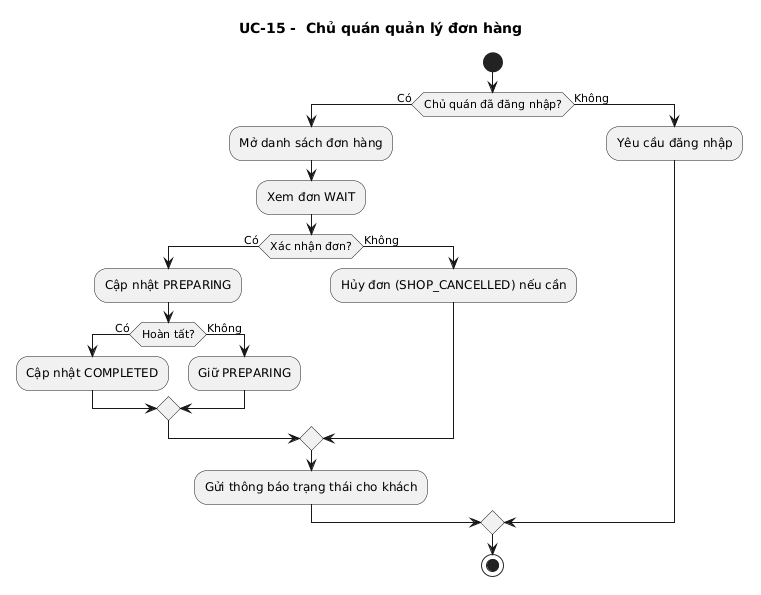 UC-15 -  Chủ quán quản lý đơn hàng
Chủ quán đã đăng nhập?
Có
Không
Mở danh sách đơn hàng
Yêu cầu đăng nhập
Xem đơn WAIT
Xác nhận đơn?
Có
Không
Cập nhật PREPARING
Hủy đơn (SHOP_CANCELLED) nếu cần
Hoàn tất?
Có
Không
Cập nhật COMPLETED
Giữ PREPARING
Gửi thông báo trạng thái cho khách